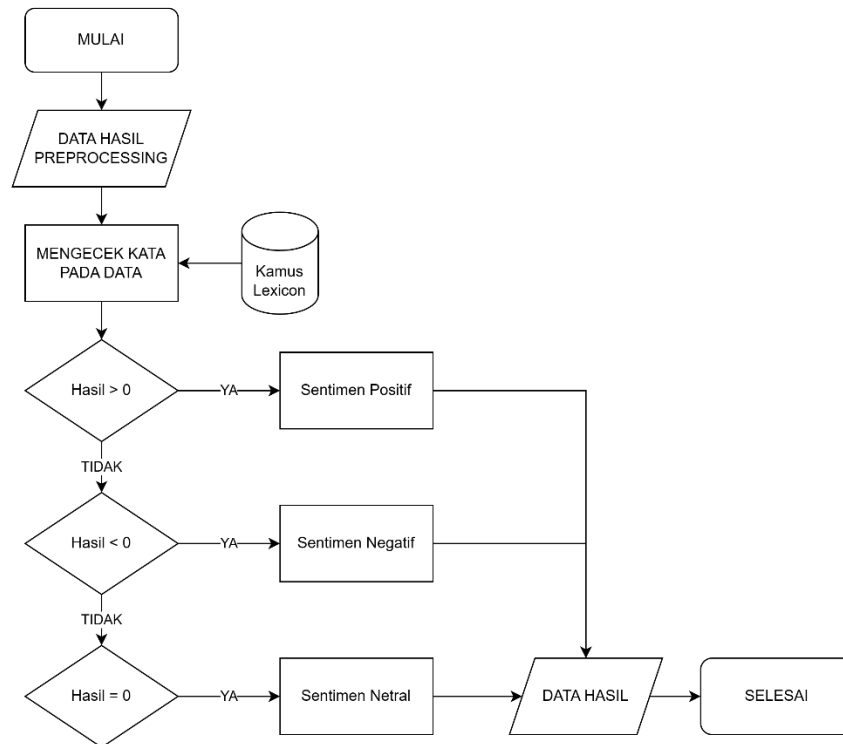 MULAI
DATA HASIL
PREPROCESSING
MENGECEK KATA
PADA DATA
Kamus
Lexicon
Hasil > 0
YA
Sentimen Positif
TIDAK
Hasil < 0
YA
Sentimen Negatif
TIDAK
Hasil = 0
YA
Sentimen Netral
DATA HASIL
SELESAI